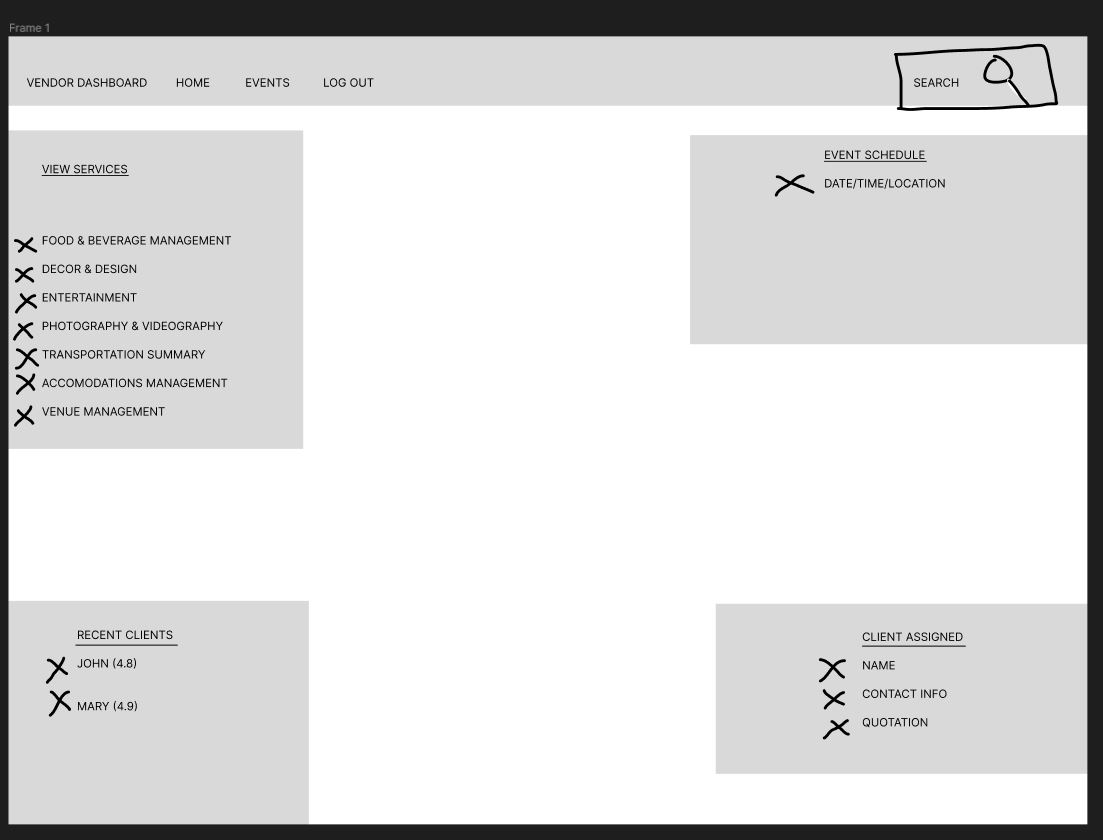 Frame 1
VENDOR DASHBOARD HOME EVENTS LOG OUT SEARCH
VIEW SERVICES
FOOD & BEVERAGE MANAGEMENT
DECOR & DESIGN
ENTERTAINMENT
PHOTOGRAPHY & VIDEOGRAPHY
TRANSPORTATION SUMMARY
ACCOMODATIONS MANAGEMENT
VENUE MANAGEMENT
EVENT SCHEDULE
DATE/TIME/LOCATION
RECENT CLIENTS
JOHN (4.8)
MARY (4.9)
CLIENT ASSIGNED
NAME
CONTACT INFO
QUOTATION